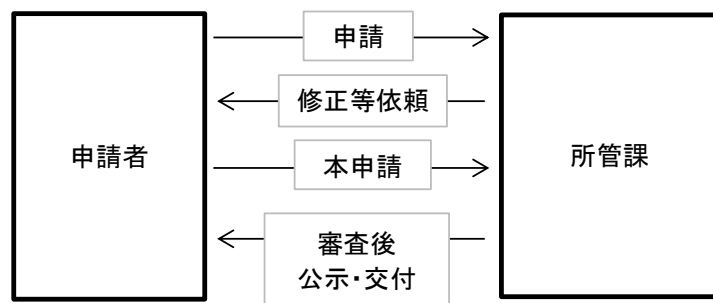 申請
修正等依頼
申請者
本申請
所管課
審査後
公示・交付